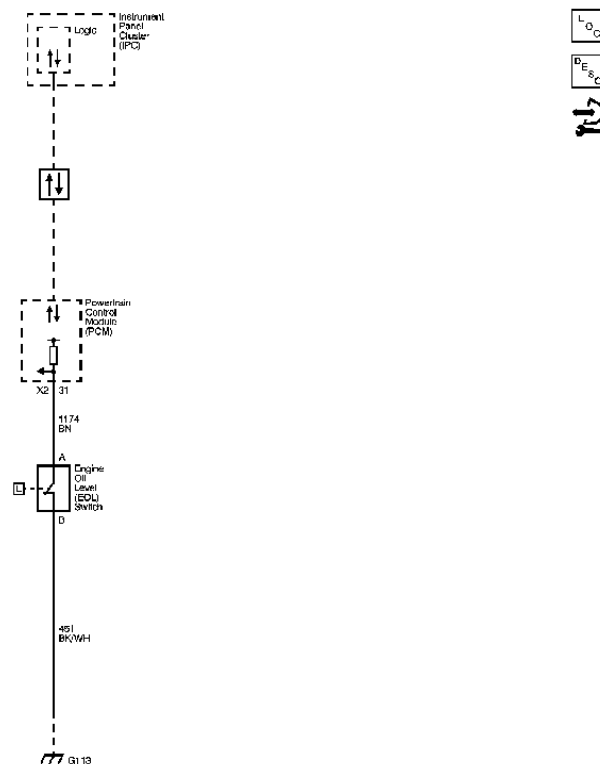 Instrument
Panel
Cluster
(IPC)
Logic
L
O
C
D
E
S
C
Powertrain
Control
Module
(PCM)
X2 31
1174
BN
A
Engine
Oil
Level
(EOL)
Switch
L
B
451
BK/WH
G113